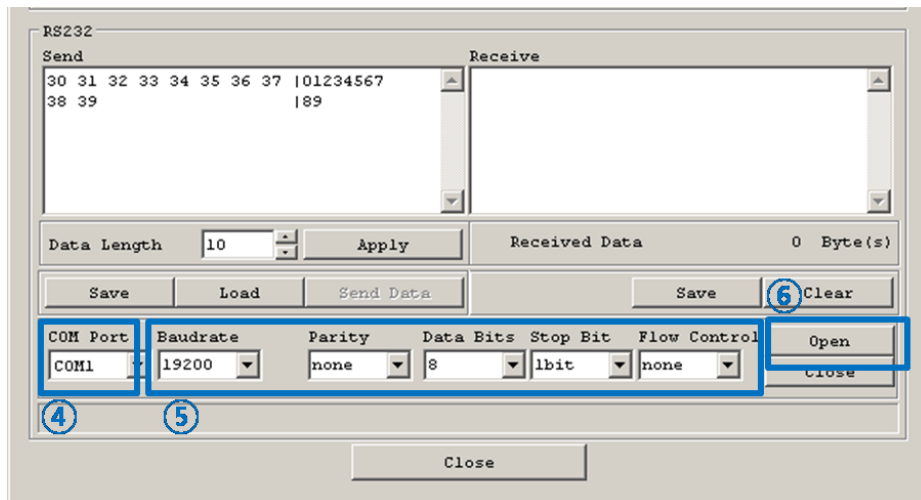 RS232
Send Receive
30 31 32 33 34 35 36 37 |01234567
38 39 |89
Data Length 10 Apply Received Data 0 Byte(s)
Save Load Send Data Save Clear
⑥
COM Port Baudrate Parity Data Bits Stop Bit Flow Control Open
COM1 19200 none 8 1bit none Close
④ ⑤
Close